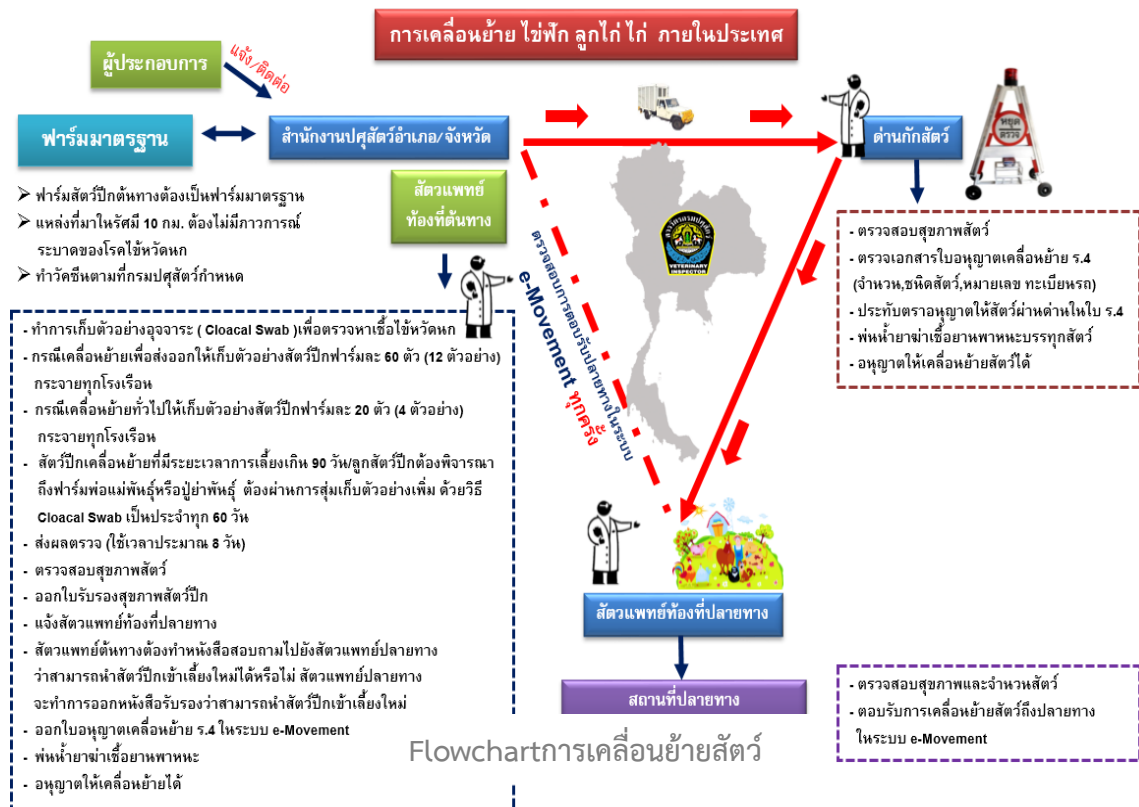 การเคลื่อนย้าย ไข่ฟัก ลูกไก่ ไก่ ภายในประเทศ
ผู้ประกอบการ
แจ้ง/ติดต่อ
ฟาร์มมาตรฐาน
สำนักงานปศุสัตว์อำเภอ/จังหวัด
ด่านกักสัตว์
หยุด
ตรวจ
➢ ฟาร์มสัตว์ปีกต้นทางต้องเป็นฟาร์มมาตรฐาน
➢ แหล่งที่มาในรัศมี 10 กม. ต้องไม่มีภาวการณ์
ระบาดของโรคไข้หวัดนก
➢ ทำวัคซีนตามที่กรมปศุสัตว์กำหนด
สัตวแพทย์
ท้องที่ต้นทาง
- ทำการเก็บตัวอย่างอุจจาระ ( Cloacal Swab )เพื่อตรวจหาเชื้อไข้หวัดนก
- กรณีเคลื่อนย้ายเพื่อส่งออกให้เก็บตัวอย่างสัตว์ปีกฟาร์มละ 60 ตัว (12 ตัวอย่าง)
กระจายทุกโรงเรือน
- กรณีเคลื่อนย้ายทั่วไปให้เก็บตัวอย่างสัตว์ปีกฟาร์มละ 20 ตัว (4 ตัวอย่าง)
กระจายทุกโรงเรือน
- สัตว์ปีกเคลื่อนย้ายที่มีระยะเวลาการเลี้ยงเกิน 90 วัน/ลูกสัตว์ปีกต้องพิจารณา
ถึงฟาร์มพ่อแม่พันธุ์หรือปู่ย่าพันธุ์ ต้องผ่านการสุ่มเก็บตัวอย่างเพิ่ม ด้วยวิธี
Cloacal Swab เป็นประจำทุก 60 วัน
- ส่งผลตรวจ (ใช้เวลาประมาณ 8 วัน)
- ตรวจสอบสุขภาพสัตว์
- ออกใบรับรองสุขภาพสัตว์ปีก
- แจ้งสัตวแพทย์ท้องที่ปลายทาง
- สัตวแพทย์ต้นทางต้องทำหนังสือสอบถามไปยังสัตวแพทย์ปลายทาง
ว่าสามารถนำสัตว์ปีกเข้าเลี้ยงใหม่ได้หรือไม่ สัตวแพทย์ปลายทาง
จะทำการออกหนังสือรับรองว่าสามารถนำสัตว์ปีกเข้าเลี้ยงใหม่
- ออกใบอนุญาตเคลื่อนย้าย ร.4 ในระบบ e-Movement
- พ่นน้ำยาฆ่าเชื้อยานพาหนะ
- อนุญาตให้เคลื่อนย้ายได้
ตรวจสอบการตอบรับปลายทางในระบบ
e-Movement ทุกครั้ง
สารวัตรกรมปศุสัตว์
VETERINARY
INSPECTOR
- ตรวจสอบสุขภาพสัตว์
- ตรวจเอกสารใบอนุญาตเคลื่อนย้าย ร.4
(จำนวน,ชนิดสัตว์,หมายเลข ทะเบียนรถ)
- ประทับตราอนุญาตให้สัตว์ผ่านด่านในใบ ร.4
- พ่นน้ำยาฆ่าเชื้อยานพาหนะบรรทุกสัตว์
- อนุญาตให้เคลื่อนย้ายสัตว์ได้
สัตวแพทย์ท้องที่ปลายทาง
สถานที่ปลายทาง
- ตรวจสอบสุขภาพและจำนวนสัตว์
- ตอบรับการเคลื่อนย้ายสัตว์ถึงปลายทาง
ในระบบ e-Movement
Flowchartการเคลื่อนย้ายสัตว์